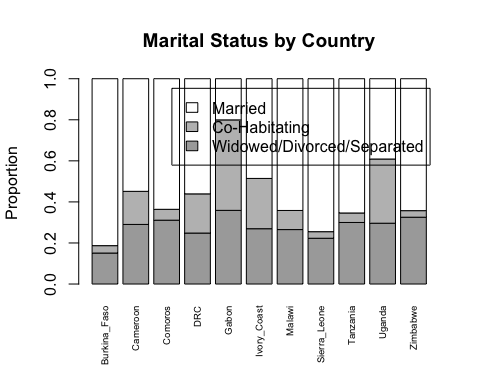 Marital Status by Country
Proportion
1.0
0.8
0.6
0.4
0.2
0.0
Married
Co-Habitating
Widowed/Divorced/Separated
Burkina_Faso
Cameroon
Comoros
DRC
Gabon
Ivory_Coast
Malawi
Sierra_Leone
Tanzania
Uganda
Zimbabwe